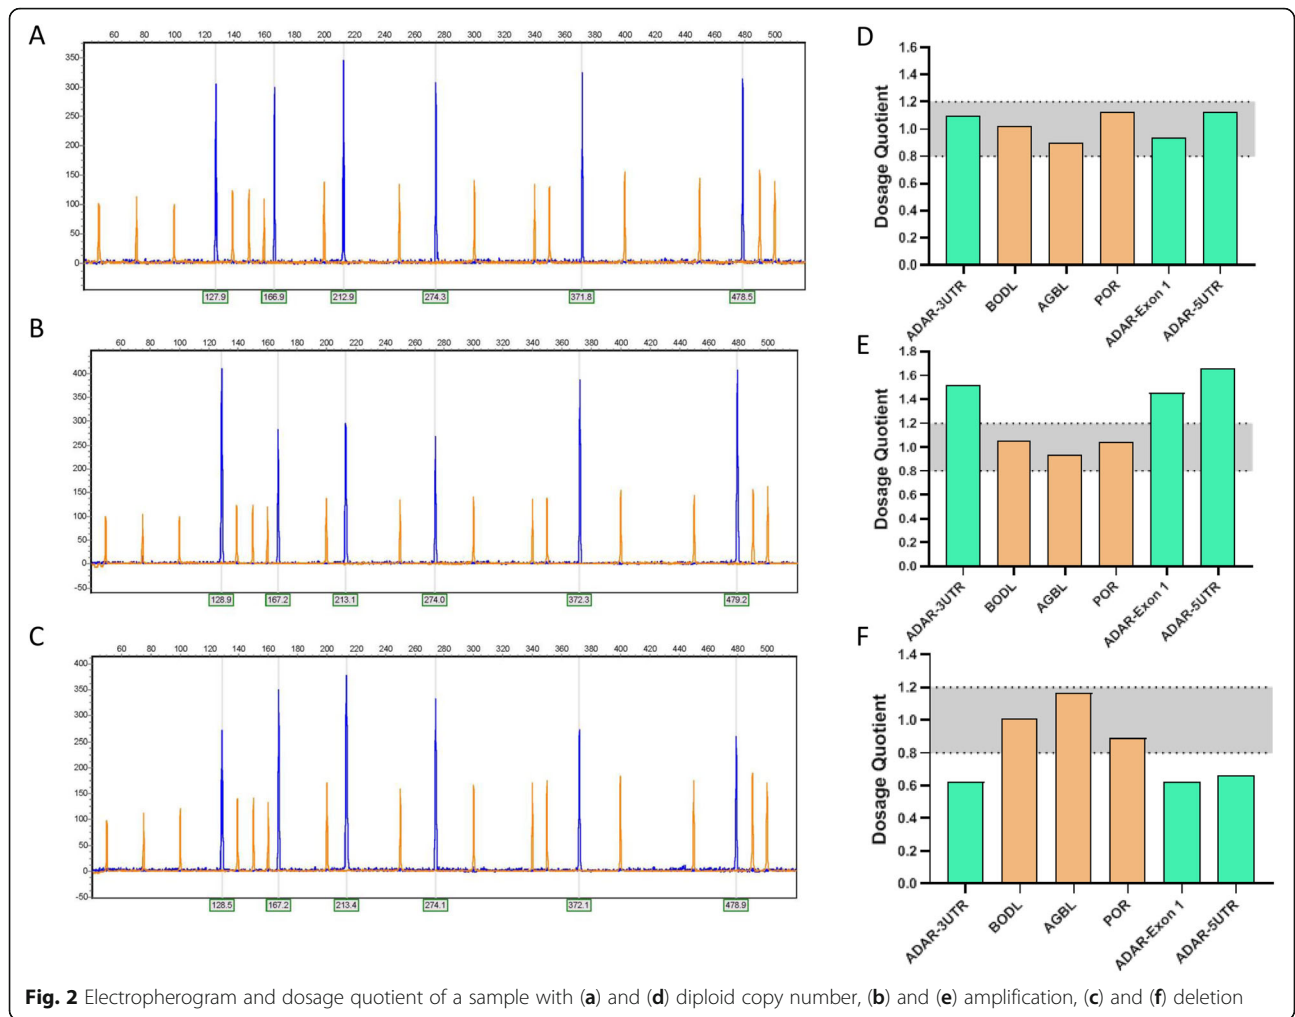 A
60 80 100 120 140 160 180 200 220 240 260 280 300 320 340 360 380 400 420 440 460 480 500
350
300
250
200
150
100
50
0
127.9 166.9 212.9 274.3 371.8 478.5
B
60 80 100 120 140 160 180 200 220 240 260 280 300 320 340 360 380 400 420 440 460 480 500
400
350
300
250
200
150
100
50
0
-50
128.9 167.2 213.1 274.0 372.3 479.2
C
60 80 100 120 140 160 180 200 220 240 260 280 300 320 340 360 380 400 420 440 460 480 500
400
350
300
250
200
150
100
50
0
-50
128.5 167.2 213.4 274.1 372.1 478.9
D
Dosage Quotient
1.6
1.4
1.2
1.0
0.8
0.6
0.4
0.2
0.0
ADAR-3UTR BODL AGBL POR ADAR-Exon 1 ADAR-5UTR
E
Dosage Quotient
1.8
1.6
1.4
1.2
1.0
0.8
0.6
0.4
0.2
0.0
ADAR-3UTR BODL AGBL POR ADAR-Exon 1 ADAR-5UTR
F
Dosage Quotient
1.4
1.2
1.0
0.8
0.6
0.4
0.2
0.0
ADAR-3UTR BODL AGBL POR ADAR-Exon 1 ADAR-5UTR
Fig. 2 Electropherogram and dosage quotient of a sample with (a) and (d) diploid copy number, (b) and (e) amplification, (c) and (f) deletion